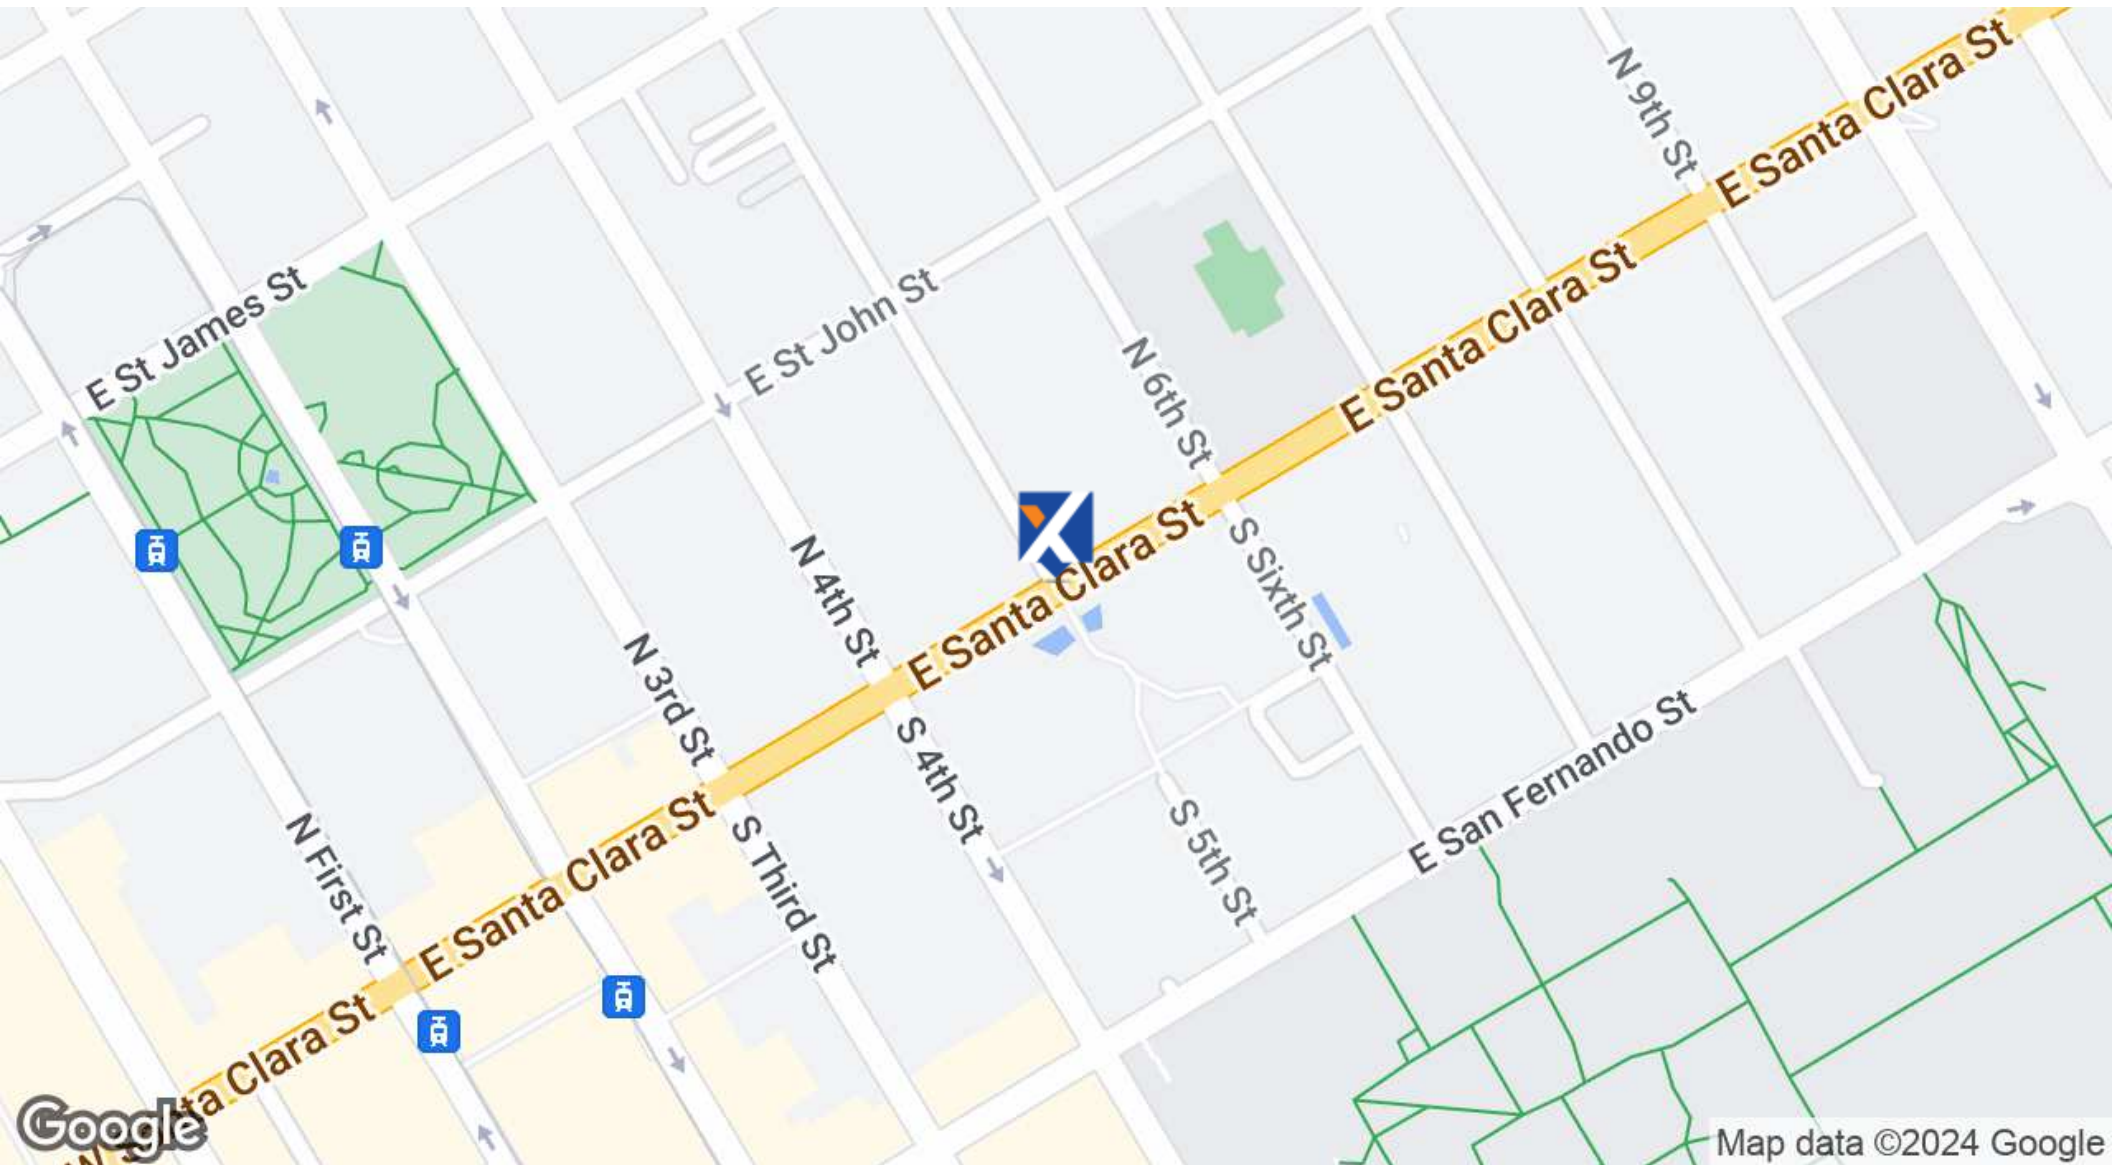 N 9th St
E Santa Clara St
E Santa Clara St
E St James St
E St John St
E Santa Clara St
N 6th St
E Santa Clara St
S Sixth St
N 4th St
N 3rd St
S 4th St
E San Fernando St
E Santa Clara St
S 5th St
N First St
S Third St
ta Clara St
W
Google
Map data ©2024 Google